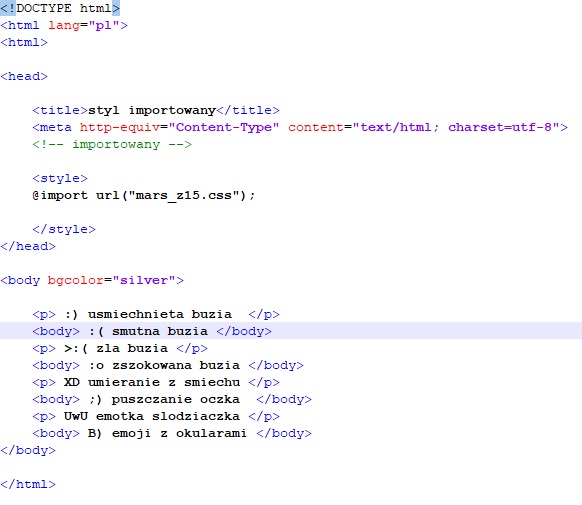 <!DOCTYPE html>
<html lang="pl">
<html>
<head>
<title>styl importowany</title>
<meta http-equiv="Content-Type" content="text/html; charset=utf-8">
<!-- importowany -->
<style>
@import url("mars_z15.css");
</style>
</head>
<body bgcolor="silver">
<p> :) usmiechnieta buzia  </p>
<body> :( smutna buzia </body>
<p> >:( zla buzia </p>
<body> :o zszokowana buzia </body>
<p> XD umieranie z smiechu </p>
<body> ;) puszczanie oczka  </body>
<p> UwU emotka slodziaczka </p>
<body> B) emoji z okularami </body>
</body>
</html>